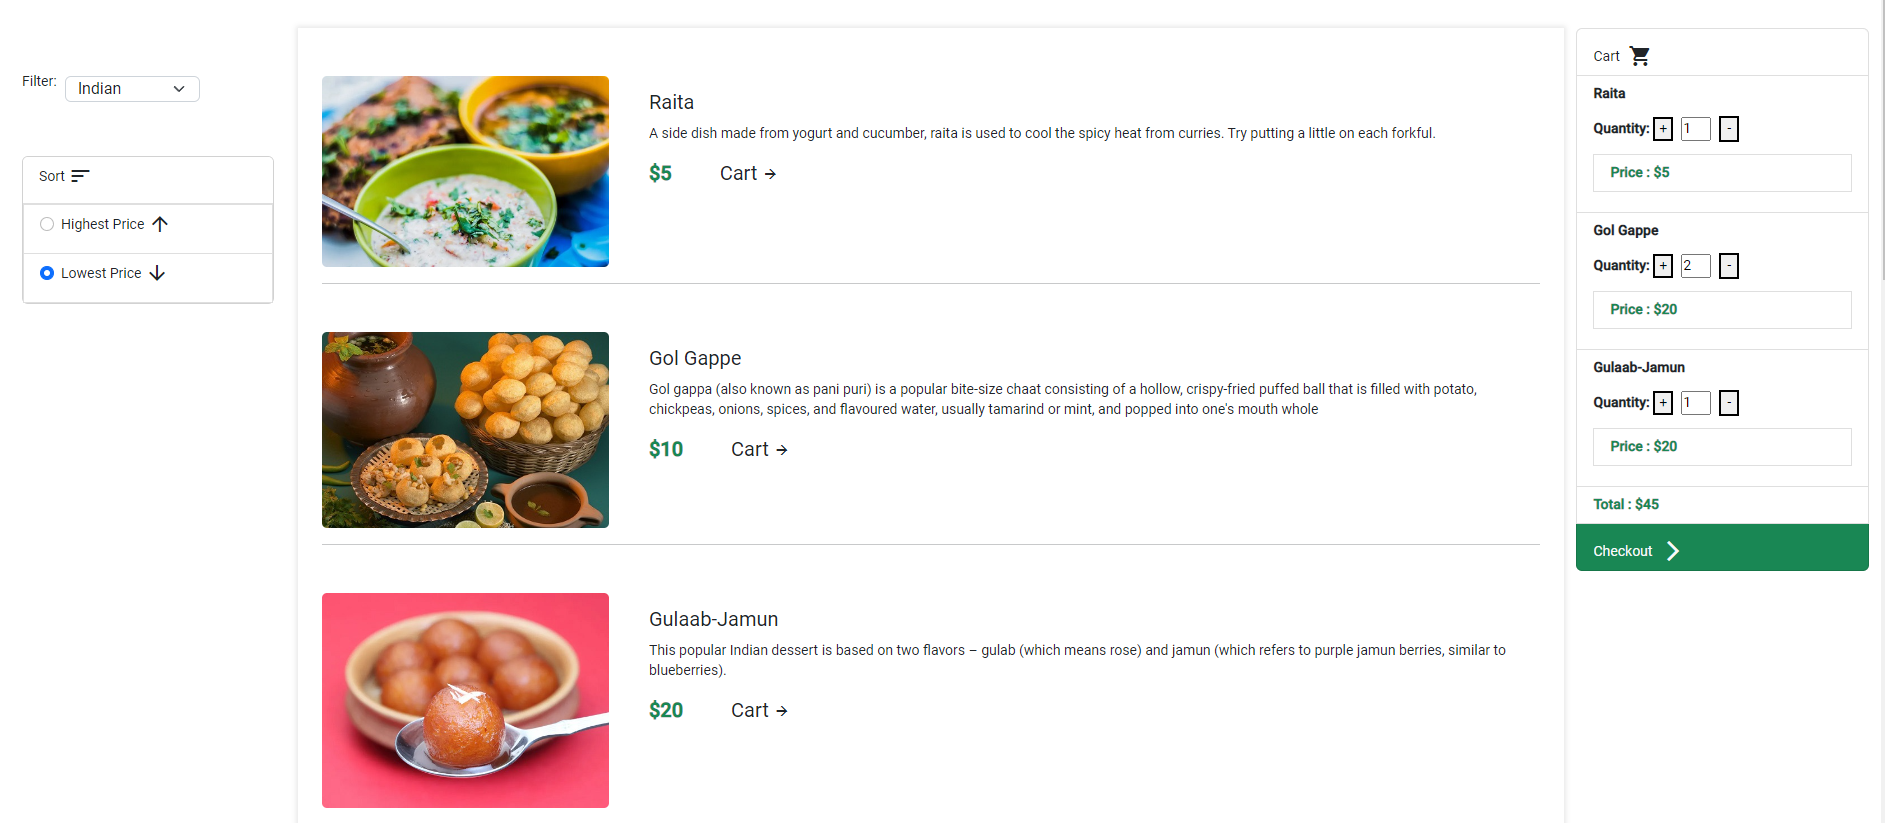 Filter:
Indian
Sort
Highest Price
Lowest Price
Raita
A side dish made from yogurt and cucumber, raita is used to cool the spicy heat from curries. Try putting a little on each forkful.
$5
Cart →
Gol Gappe
Gol gappa (also known as pani puri) is a popular bite-size chaat consisting of a hollow, crispy-fried puffed ball that is filled with potato,
chickpeas, onions, spices, and flavoured water, usually tamarind or mint, and popped into one's mouth whole
$10
Cart →
Gulaab-Jamun
This popular Indian dessert is based on two flavors – gulab (which means rose) and jamun (which refers to purple jamun berries, similar to
blueberries).
$20
Cart →
Cart
Raita
Quantity: + 1 -
Price : $5
Gol Gappe
Quantity: + 2 -
Price : $20
Gulaab-Jamun
Quantity: + 1 -
Price : $20
Total : $45
Checkout